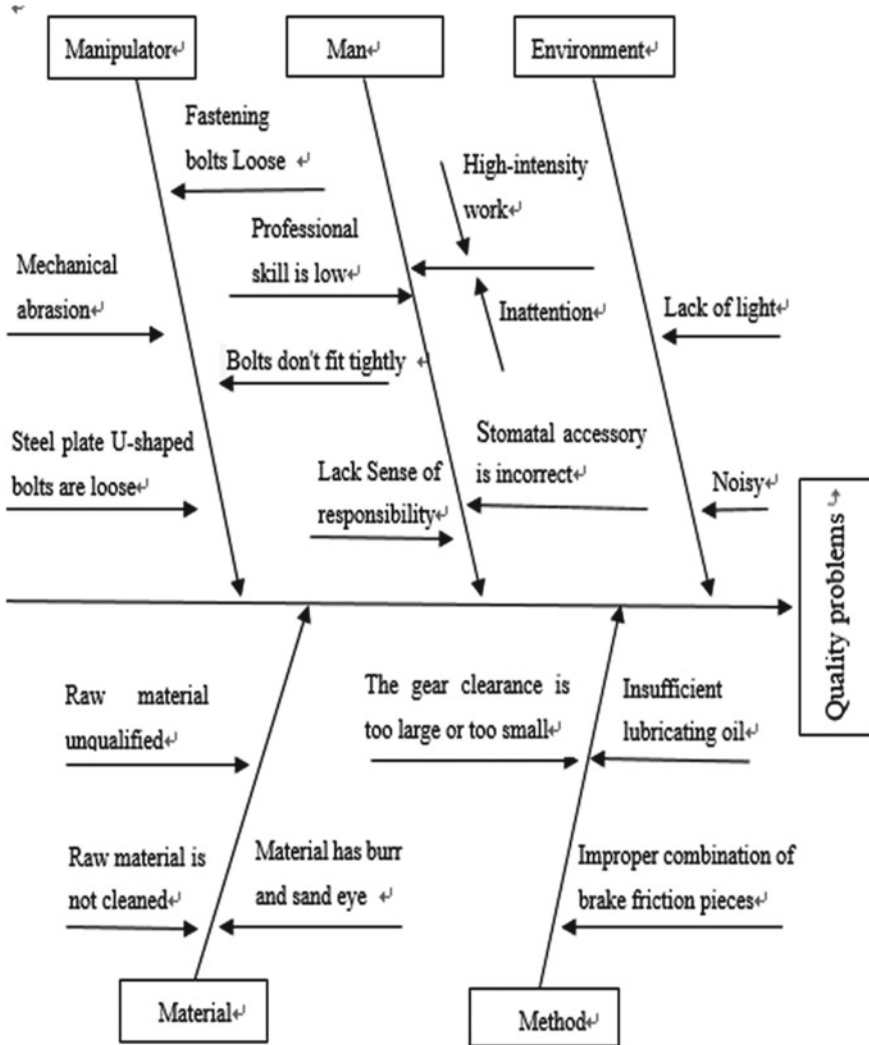 Manipulator
Man
Environment
Fastening
bolts Loose
High-intensity
work
Professional
skill is low
Mechanical
abrasion
Inattention
Lack of light
Bolts don't fit tightly
Steel plate U-shaped
bolts are loose
Stomatal accessory
is incorrect
Lack Sense of
responsibility
Noisy
Quality problems
Raw material
unqualified
The gear clearance is
too large or too small
Insufficient
lubricating oil
Raw material is
not cleaned
Material has burr
and sand eye
Improper combination of
brake friction pieces
Material
Method